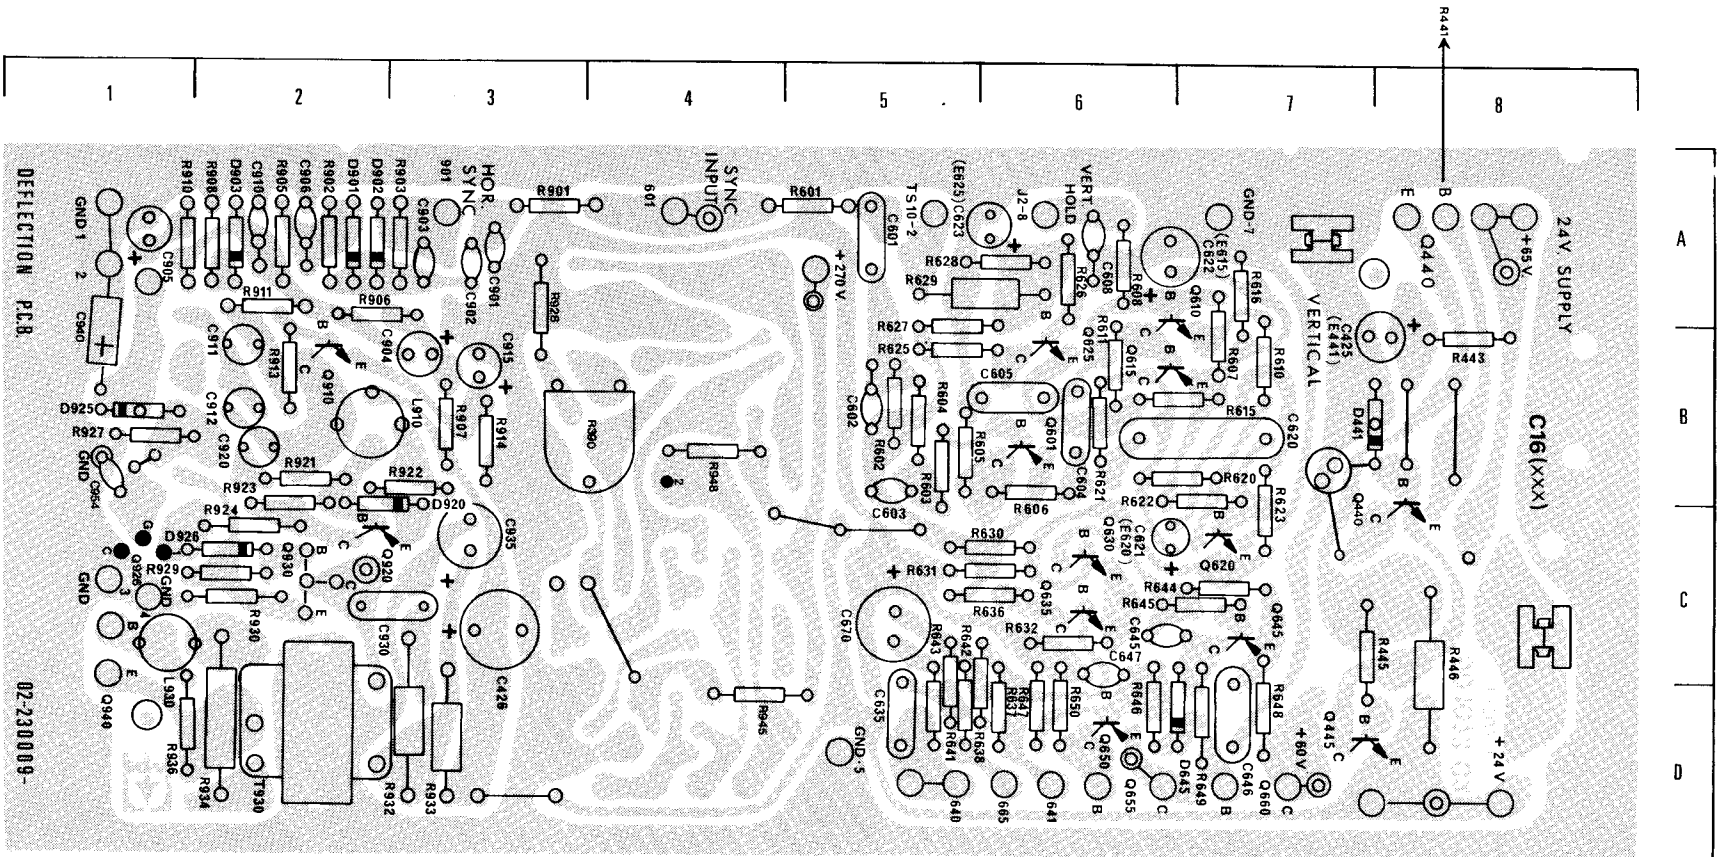 R441
1 2 3 4 5 6 7 8
A
B
C
D
DEFLECTION P.C.B.
02-230009-
GND 1
2
C905
C940
R910
R908
D903
C910
R905
C906
R902
D901
D902
R903
C903
901
HOR.
SYNC
C902
C901
R901
R928
601
SYNC
INPUT
R601
+270 V
C601
TS10-2
(E625) C623
J2-8
VERT.
HOLD
R628
R629
R626
C608
R608
(E615)
C622
GND-7
R616
Q610
B
C
E
R607
R610
VERTICAL
C425
(E441)
E
B
Q440
+65 V.
24V. SUPPLY
R443
R911
R906
C911
R913
B
C
E
Q910
C904
C915
L910
R907
R914
C912
C920
D925
R927
GND
C954
R921
R922
R923
D920
R924
R390
R948
2
R627
R625
C602
R602
R604
R603
R605
C603
C605
B
C
E
Q625
R611
Q615
B
C
E
Q601
C604
R621
R606
B
C
E
R615
C620
R620
R622
R623
D441
Q440
B
C
E
C16 (XXX)
G
C
D926
Q928
R929
GND
3
GND
4
Q930
B
C
E
B
C
E
Q920
C935
R930
C930
C426
B
E
Q940
L930
R936
R934
T930
R932
R933
R945
R630
R631
R636
Q635
R632
C670
R643
R642
C635
R641
R638
R637
R647
R650
B
C
E
Q630
C621
(E620)
B
C
E
Q620
R644
R645
B
C
E
C645
Q645
C647
R646
R648
B
C
E
Q650
Q655
D645
R649
C646
Q660
+60V
GND-5
640
665
641
B
C
B
C
R445
R446
Q445
B
C
E
+24 V